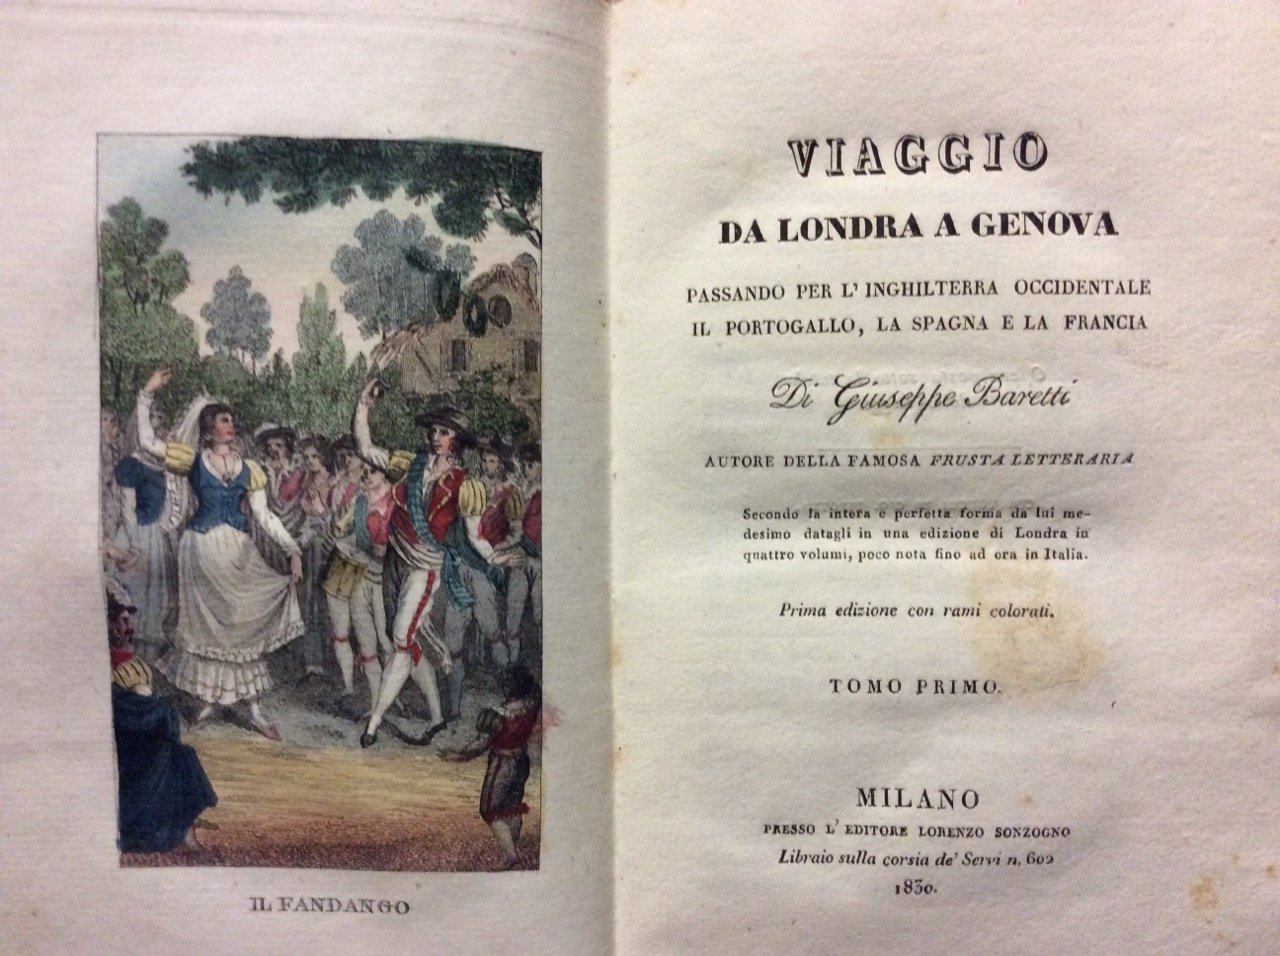 IL FANDANGO
VIAGGIO
DA LONDRA A GENOVA
PASSANDO PER L' INGHILTERRA OCCIDENTALE
IL PORTOGALLO, LA SPAGNA E LA FRANCIA
Di Giuseppe Baretti
AUTORE DELLA FAMOSA FRUSTA LETTERARIA
Secondo la intera e perfetta forma da lui me-
desimo datagli in una edizione di Londra in
quattro volumi, poco nota fino ad ora in Italia.
Prima edizione con rami colorati.
TOMO PRIMO.
MILANO
PRESSO L' EDITORE LORENZO SONZOGNO
Libraio sulla corsia de' Servi n. 602
1830.